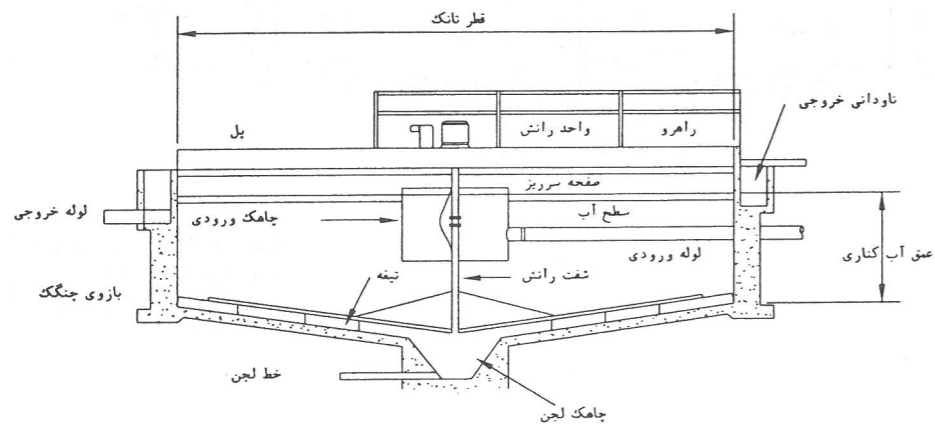 قطر تانک
ناودانی خروجی
پل
واحد رانش
راهرو
صفحه سرریز
لوله خروجی
چاهک ورودی
سطح آب
لوله ورودی
عمق آب کناری
تیغه
شفت رانش
بازوی چنگک
خط لجن
چاهک لجن